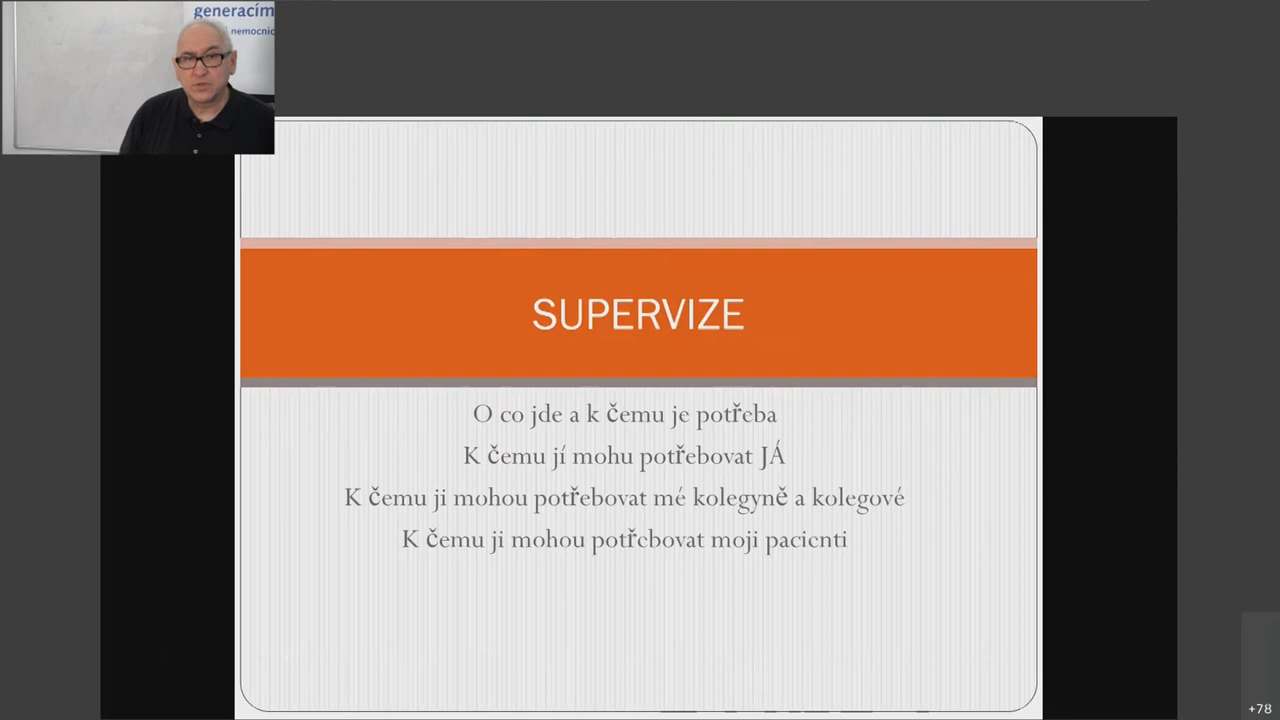 generacím
nemocnic
SUPERVIZE
O co jde a k čemu je potřeba
K čemu jí mohu potřebovat JÁ
K čemu ji mohou potřebovat mé kolegyně a kolegové
K čemu ji mohou potřebovat moji pacienti
+78